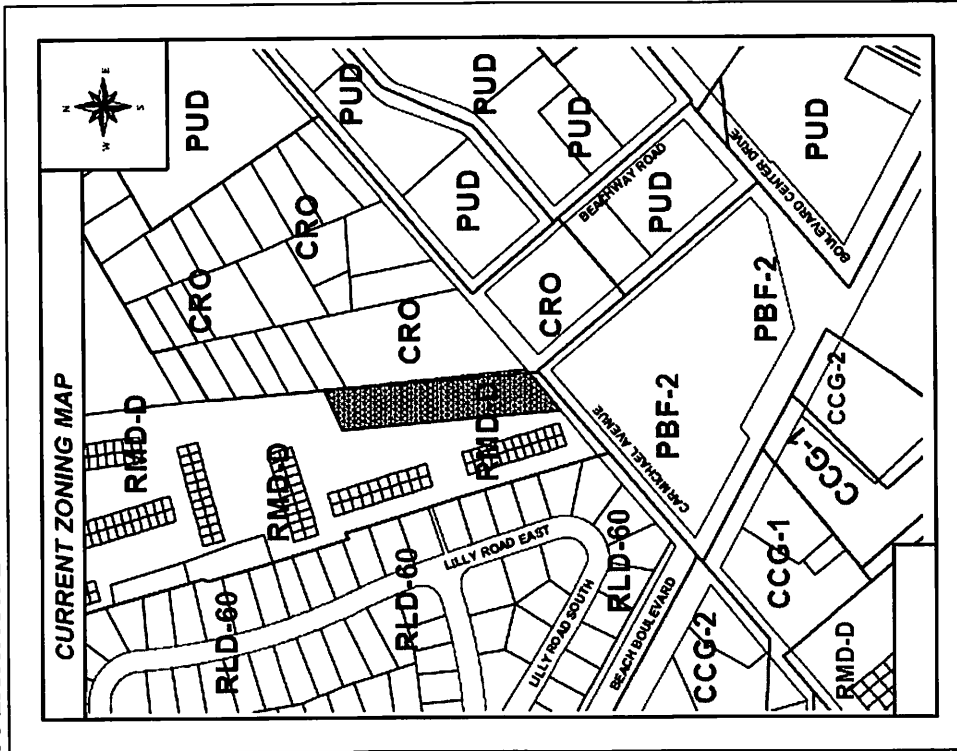 CURRENT ZONING MAP
N
W E
S
PUD
PUD
PUD
PUD
PUD
PUD
PUD
CRO
CRO
CRO
CRO
RMD-D
RMD-D
RMD-D
RLD-60
RLD-60
RLD-60
LILLY ROAD EAST
LILLY ROAD SOUTH
BEACH BOULEVARD
CARMICHAEL AVENUE
BEACHWAY ROAD
BOULEVARD CENTER DRIVE
PBF-2
PBF-2
CCG-2
CCG-1
CCG-1
CCG-2
RMD-D